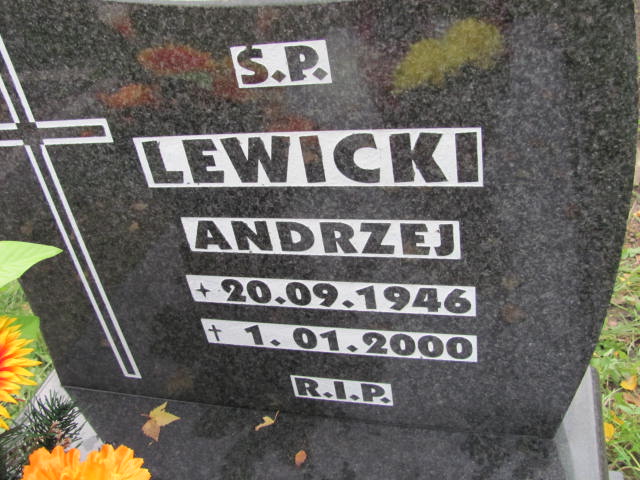 Ś.P.
LEWICKI
ANDRZEJ
20.09.1946
✝ 1.01.2000
R.I.P.